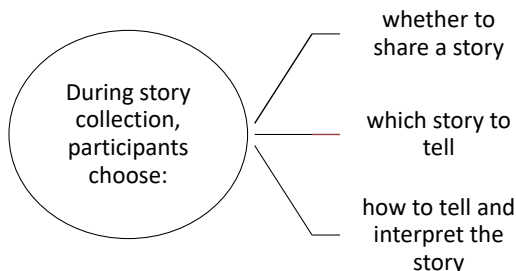 During story
collection,
participants
choose:
whether to
share a story
which story to
tell
how to tell and
interpret the
story